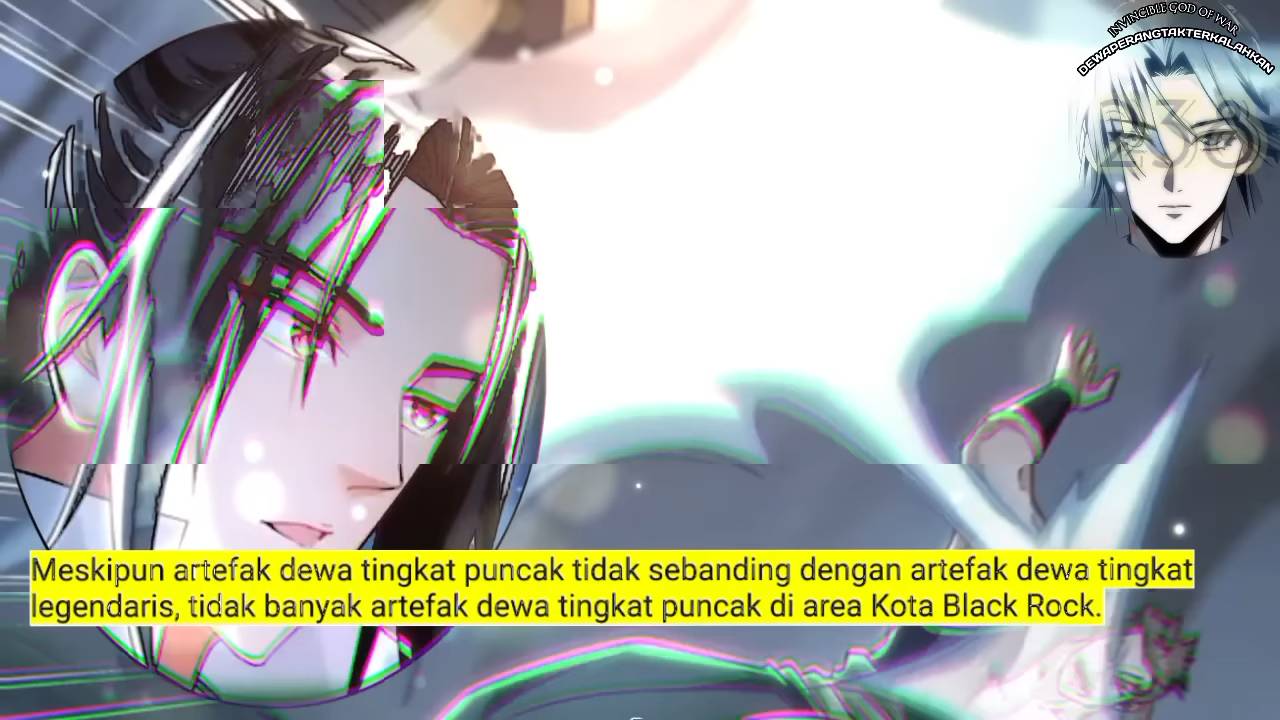 INVINCIBLE GOD OF WAR
DEWAPERANGTAKTERKALAHKAN
238
Meskipun artefak dewa tingkat puncak tidak sebanding dengan artefak dewa tingkat
legendaris, tidak banyak artefak dewa tingkat puncak di area Kota Black Rock.